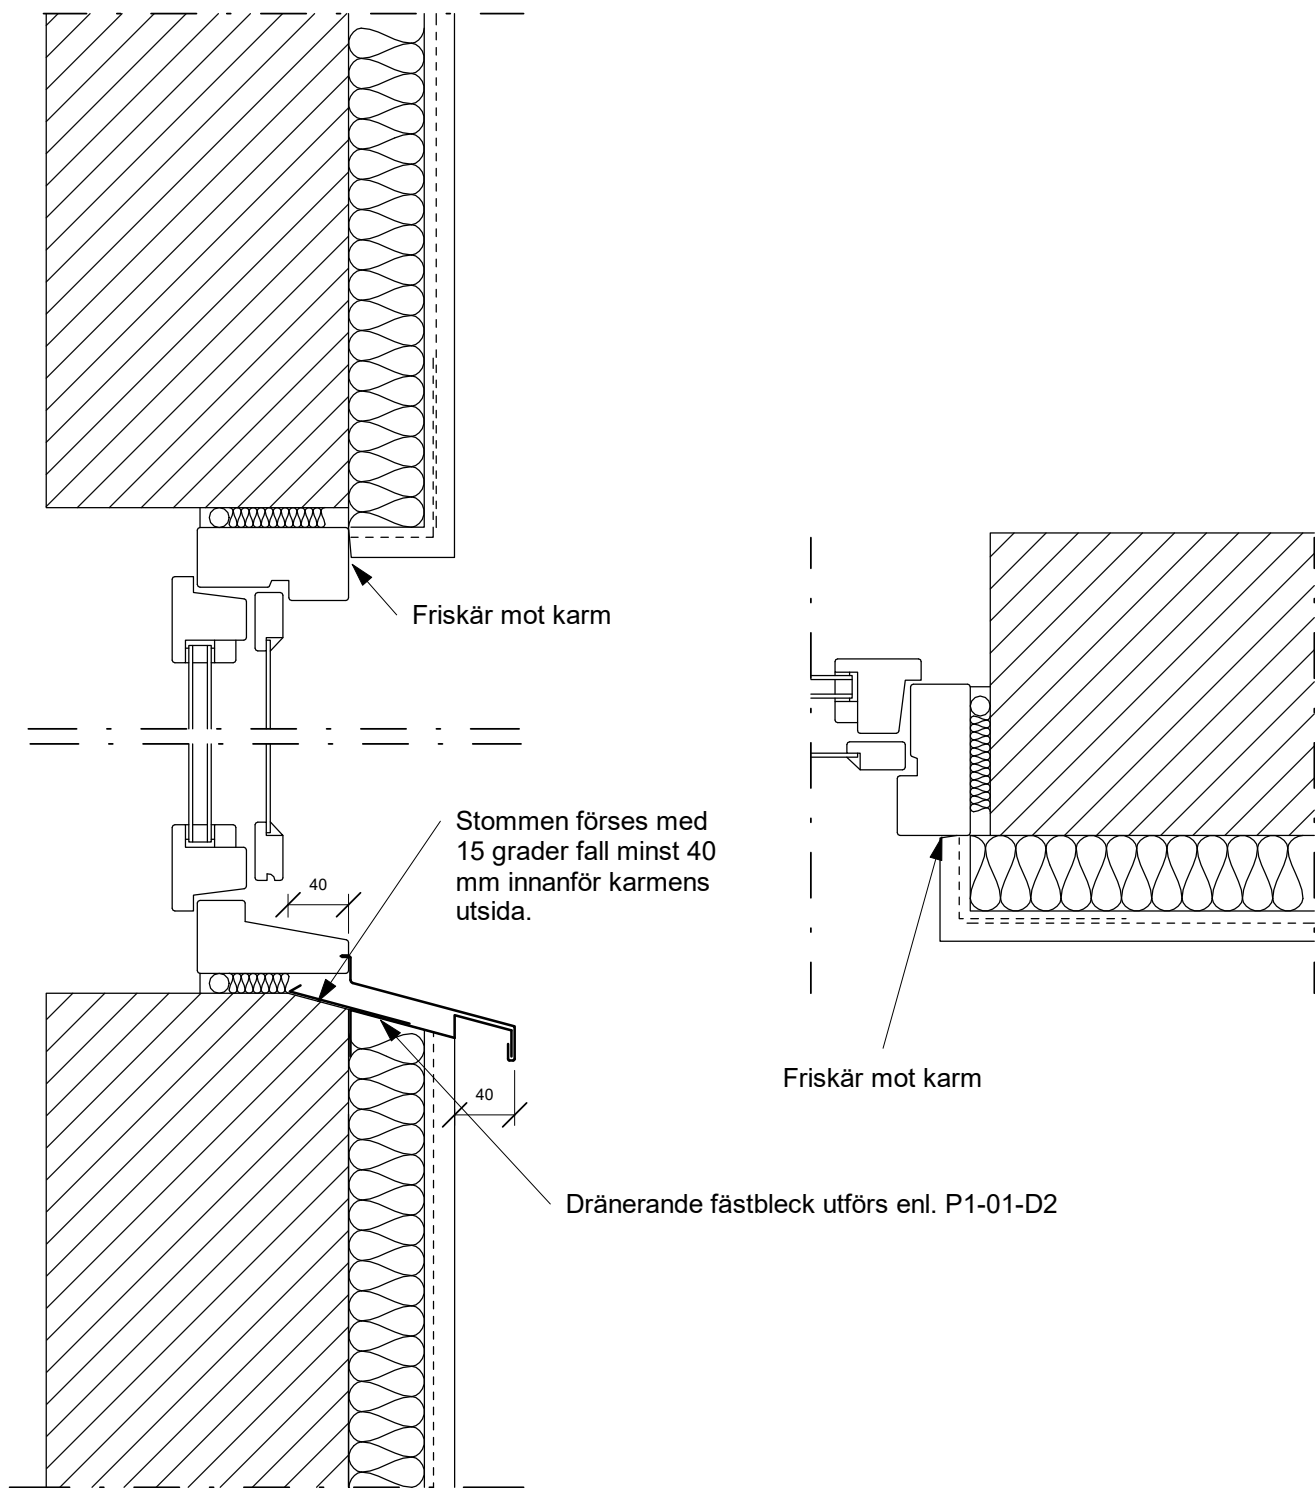 Friskär mot karm
Stommen förses med
15 grader fall minst 40
mm innanför karmens
utsida.
40
Friskär mot karm
40
Dränerande fästbleck utförs enl. P1-01-D2